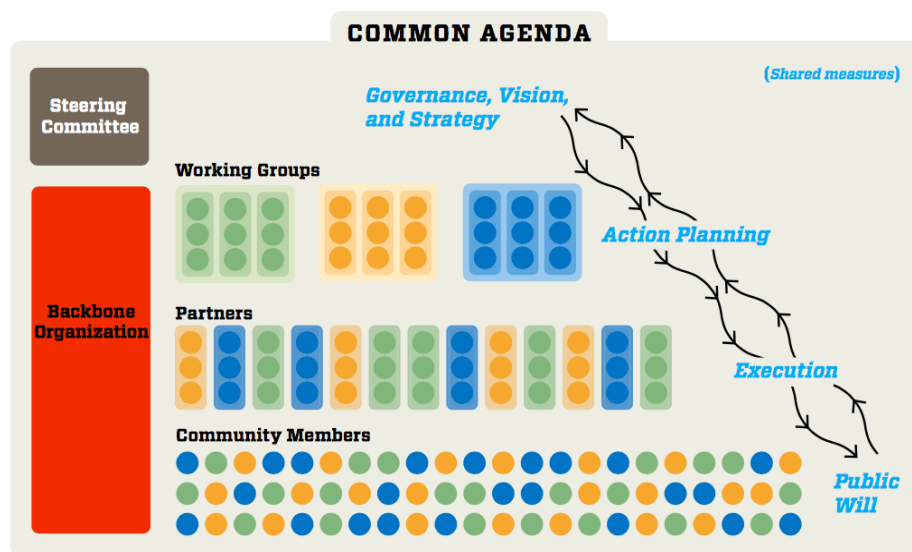 COMMON AGENDA
(Shared measures)
Steering
Committee
Governance, Vision,
and Strategy
Working Groups
Action Planning
Backbone
Organization
Partners
Execution
Community Members
Public
Will